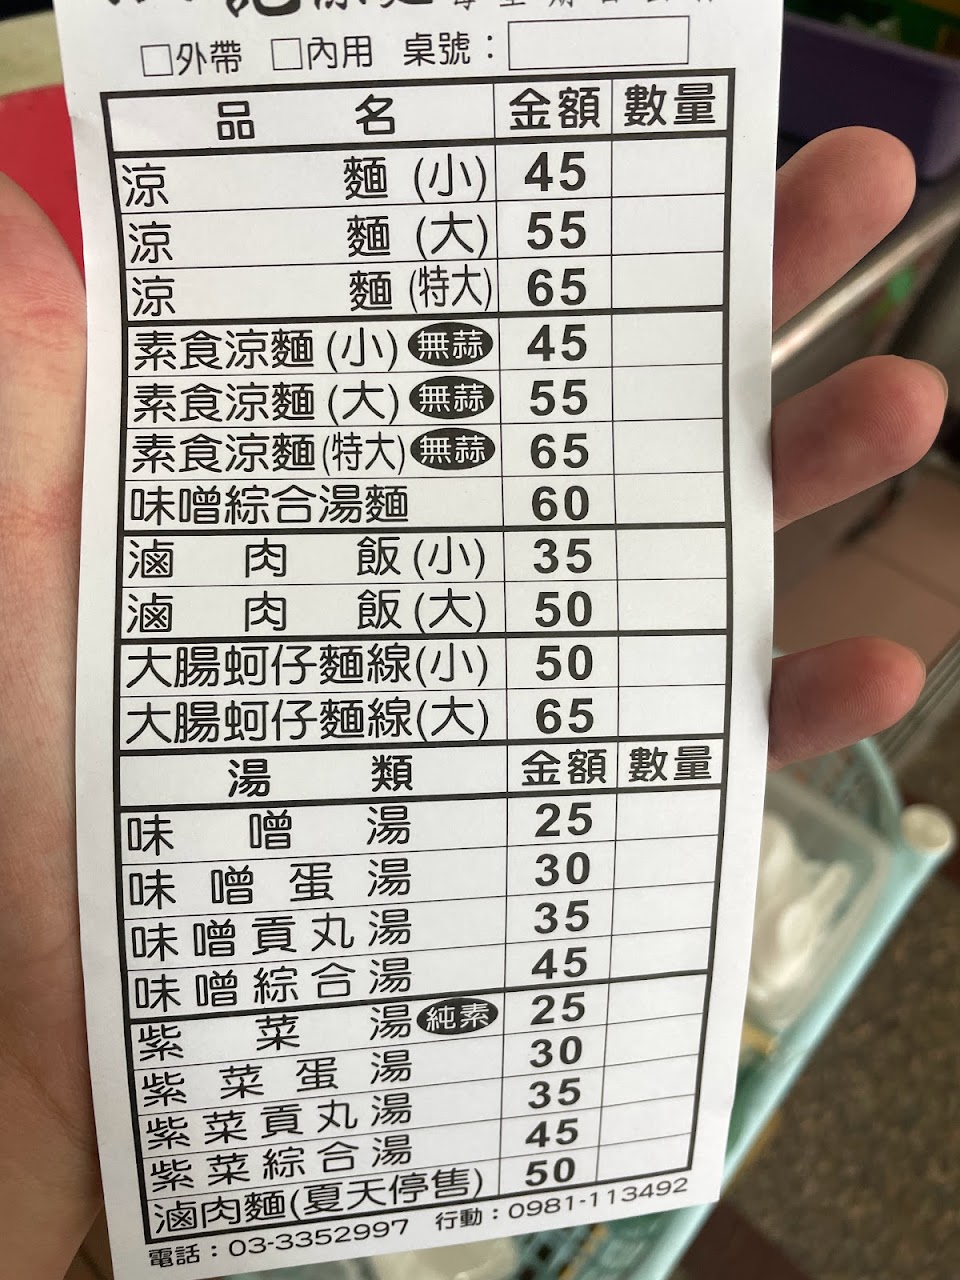 □外帶 □內用 桌號：
品名 金額 數量
涼麵(小) 45
涼麵(大) 55
涼麵(特大) 65
素食涼麵(小) 無蒜 45
素食涼麵(大) 無蒜 55
素食涼麵(特大) 無蒜 65
味噌綜合湯麵 60
滷肉飯(小) 35
滷肉飯(大) 50
大腸蚵仔麵線(小) 50
大腸蚵仔麵線(大) 65
湯類 金額 數量
味噌湯 25
味噌蛋湯 30
味噌貢丸湯 35
味噌綜合湯 45
紫菜湯 純素 25
紫菜蛋湯 30
紫菜貢丸湯 35
紫菜綜合湯 45
滷肉麵(夏天停售) 50
電話：03-3352997 行動：0981-113492